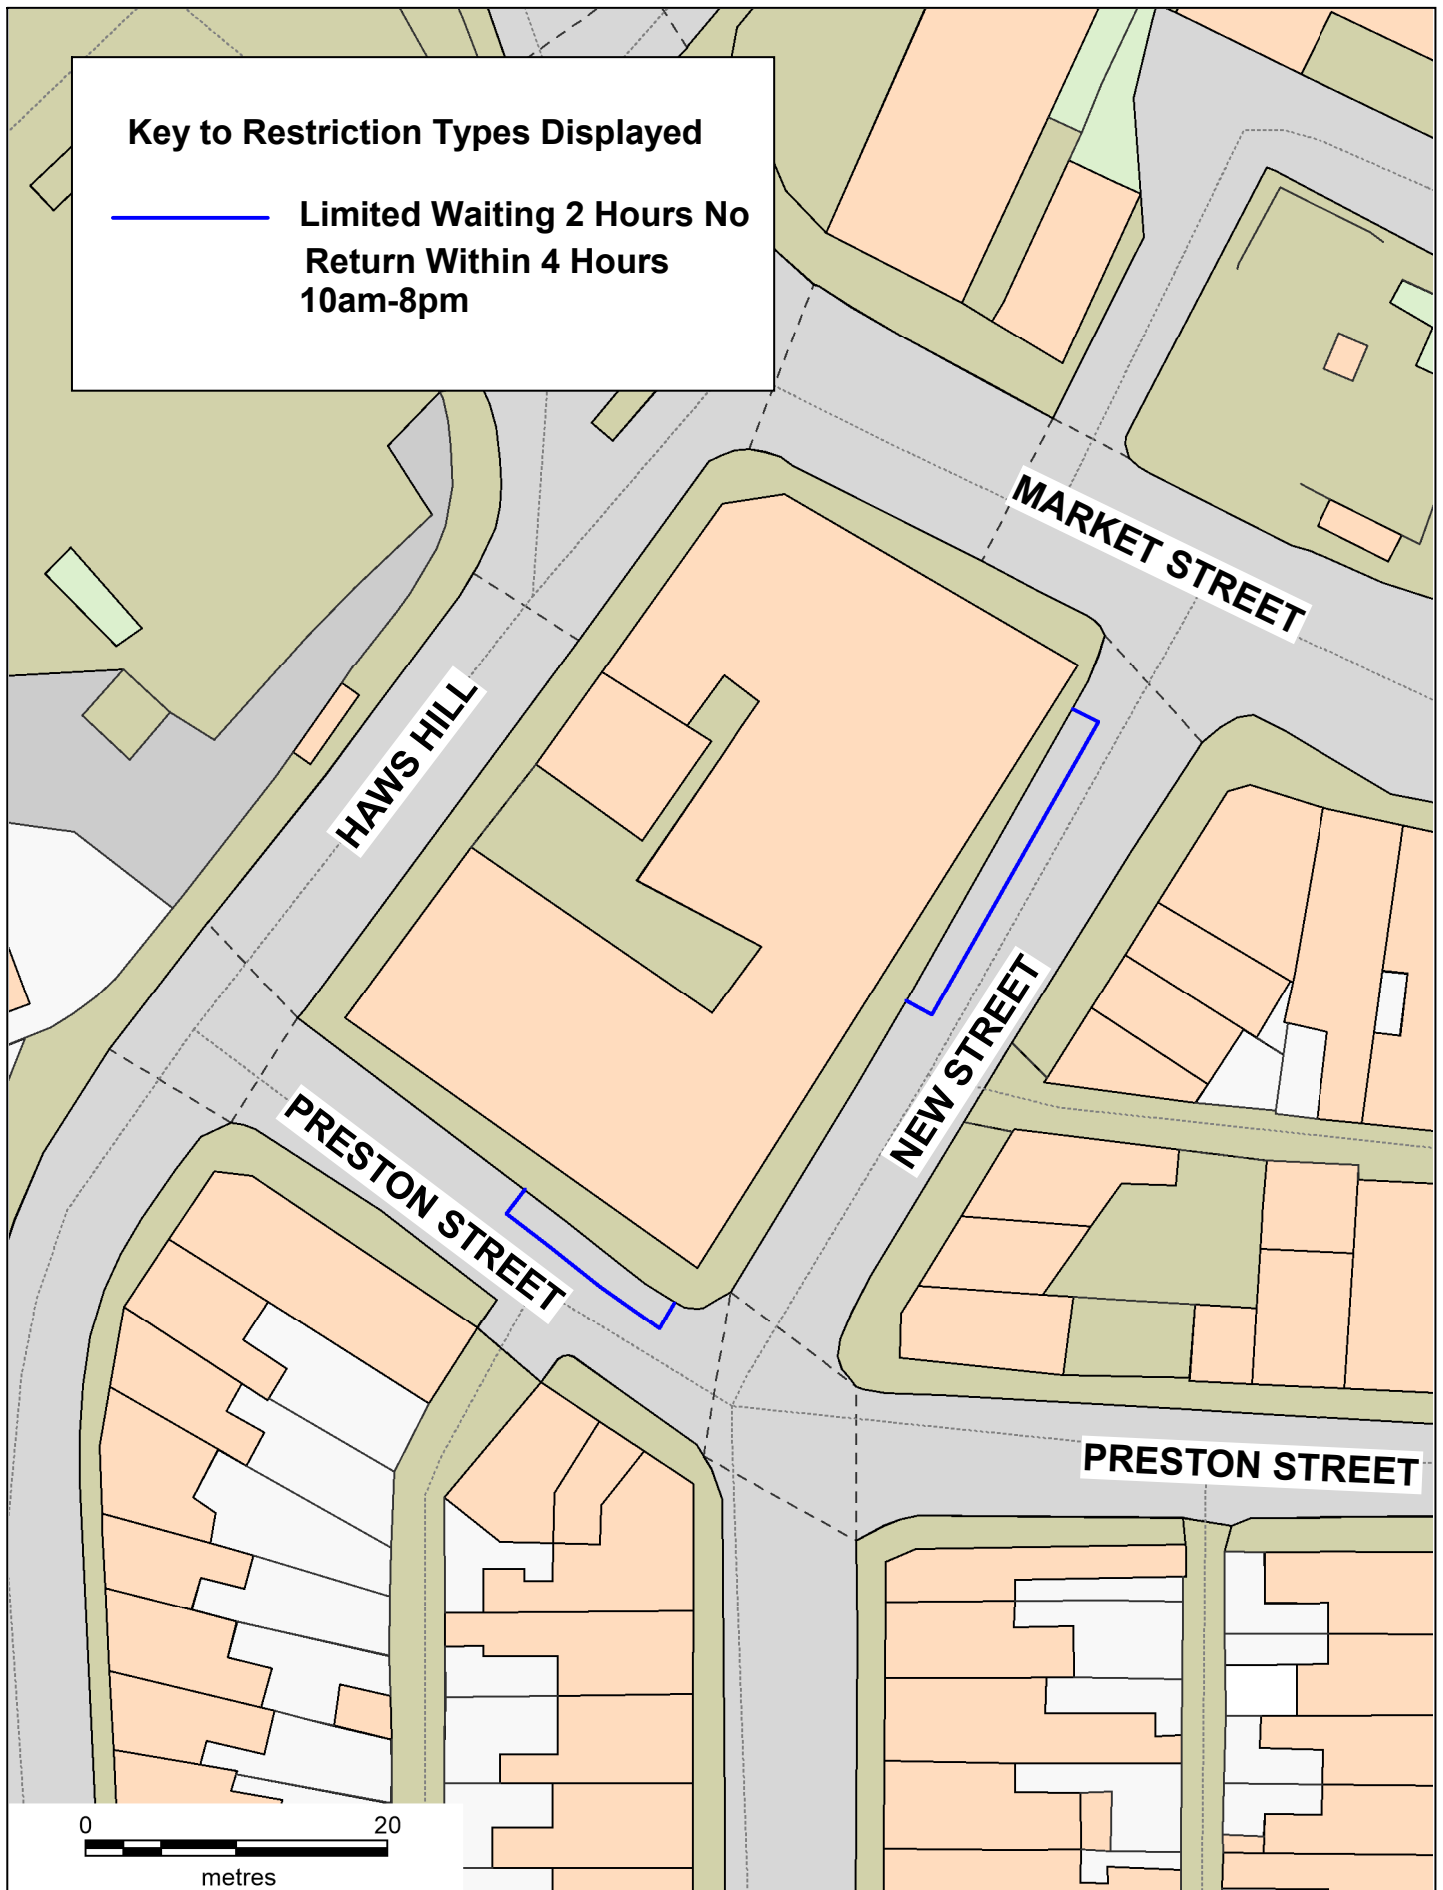 Key to Restriction Types Displayed
Limited Waiting 2 Hours No
Return Within 4 Hours
10am-8pm
MARKET STREET
HAWS HILL
NEW STREET
PRESTON STREET
PRESTON STREET
0 20
metres